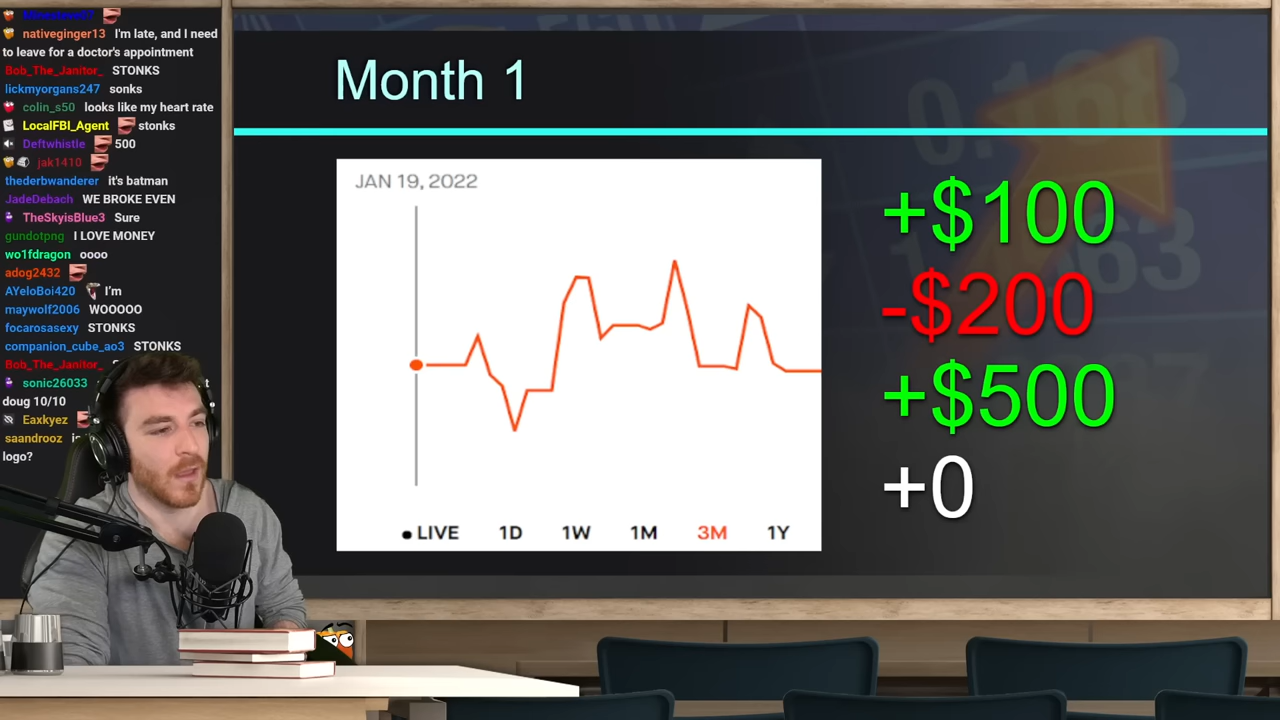 Mheelove97
nativeginger13 I'm late, and I need
to leave for a doctor's appointment
Bob_The_Janitor_ STONKS
lickmyorgans247 sonks
colin_s50 looks like my heart rate
LocalFBI_Agent stonks
Deftwhistle 500
jak1410
thederbwanderer it's batman
JadeDebach WE BROKE EVEN
TheSkyisBlue3 Sure
gundotpng I LOVE MONEY
wo1fdragon oooo
adog2432
AYeloBoi420 I'm
maywolf2006 WOOOOO
focarosasexy STONKS
companion_cube_ao3 STONKS
Bob_The_Janitor_
sonic26033
doug 10/10
Eaxkyez
saandrooz
logo?
Month 1
JAN 19, 2022
LIVE 1D 1W 1M 3M 1Y
+$100
-$200
+$500
+0